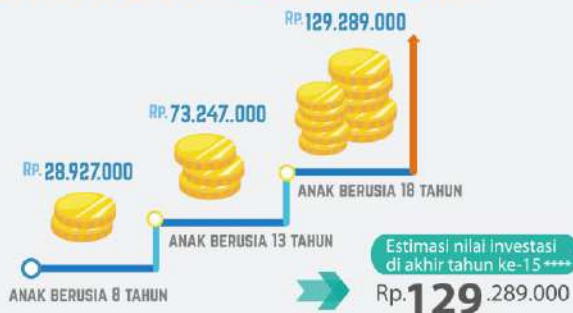 Rp.129.289.000
Rp.73.247..000
Rp.28.927.000
ANAK BERUSIA 18 TAHUN
ANAK BERUSIA 13 TAHUN
ANAK BERUSIA 8 TAHUN
Estimasi nilai investasi
di akhir tahun ke-15 ****
Rp.129.289.000